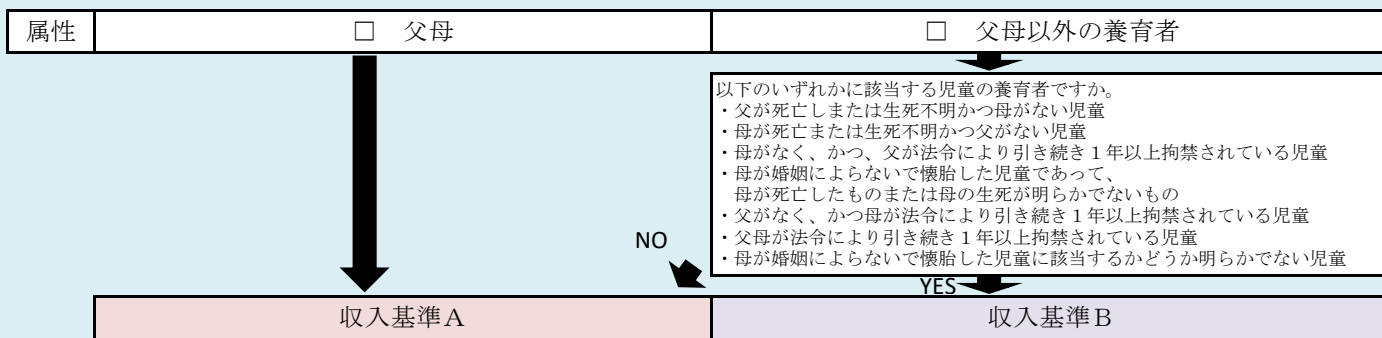 属性 □ 父母 □ 父母以外の養育者
以下のいずれかに該当する児童の養育者ですか。
・父が死亡しまたは生死不明かつ母がない児童
・母が死亡または生死不明かつ父がない児童
・母がなく、かつ、父が法令により引き続き１年以上拘禁されている児童
・母が婚姻によらないで懐胎した児童であって、
母が死亡したものまたは母の生死が明らかでないもの
・父がなく、かつ母が法令により引き続き１年以上拘禁されている児童
・父母が法令により引き続き１年以上拘禁されている児童
・母が婚姻によらないで懐胎した児童に該当するかどうか明らかでない児童
NO
YES
収入基準Ａ 収入基準Ｂ